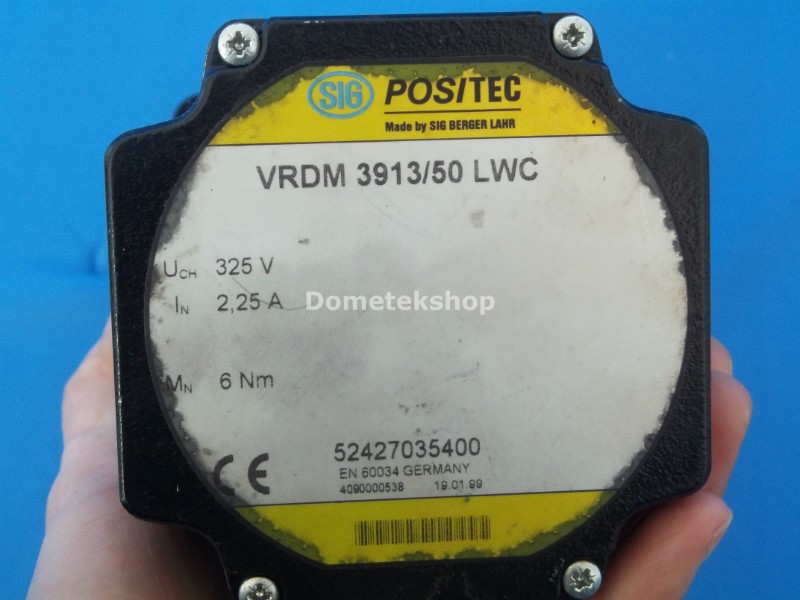 SIG POSITEC
Made by SIG BERGER LAHR
VRDM 3913/50 LWC
UCH 325 V
IN 2,25 A
Dometekshop
MN 6 Nm
52427035400
CE EN 60034 GERMANY
4090000538 19.01.99